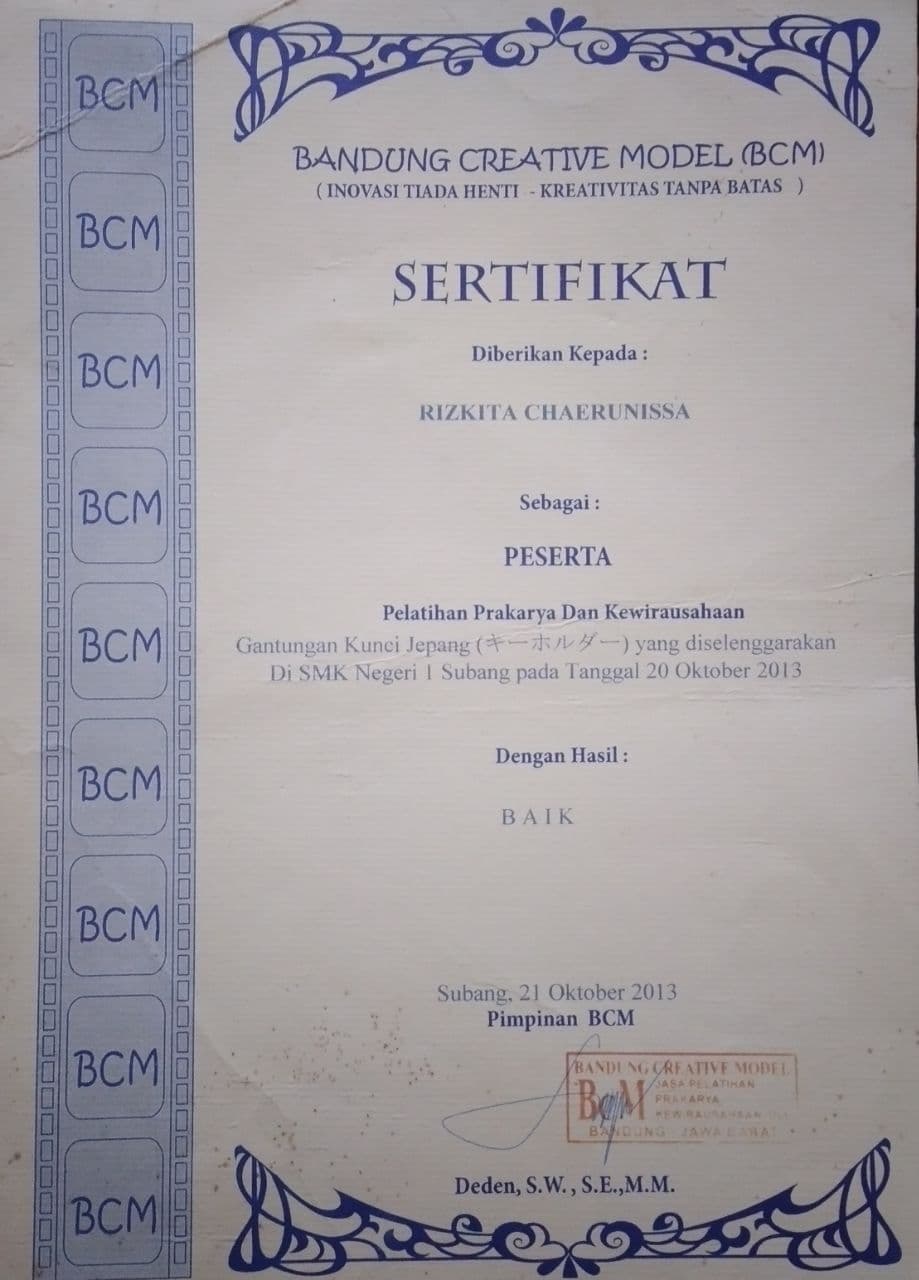 BCM
BCM
BCM
BCM
BCM
BCM
BCM
BCM
BCM
BANDUNG CREATIVE MODEL (BCM)
( INOVASI TIADA HENTI - KREATIVITAS TANPA BATAS )
SERTIFIKAT
Diberikan Kepada :
RIZKITA CHAERUNISSA
Sebagai :
PESERTA
Pelatihan Prakarya Dan Kewirausahaan
Gantungan Kunci Jepang (キーホルダー) yang diselenggarakan
Di SMK Negeri 1 Subang pada Tanggal 20 Oktober 2013
Dengan Hasil :
B A I K
Subang, 21 Oktober 2013
Pimpinan BCM
BANDUNG CREATIVE MODEL
BCM
JASA PELATIHAN
PRAKARYA
KEWIRAUSAHAAN
BANDUNG - JAWA BARAT
Deden, S.W. , S.E.,M.M.